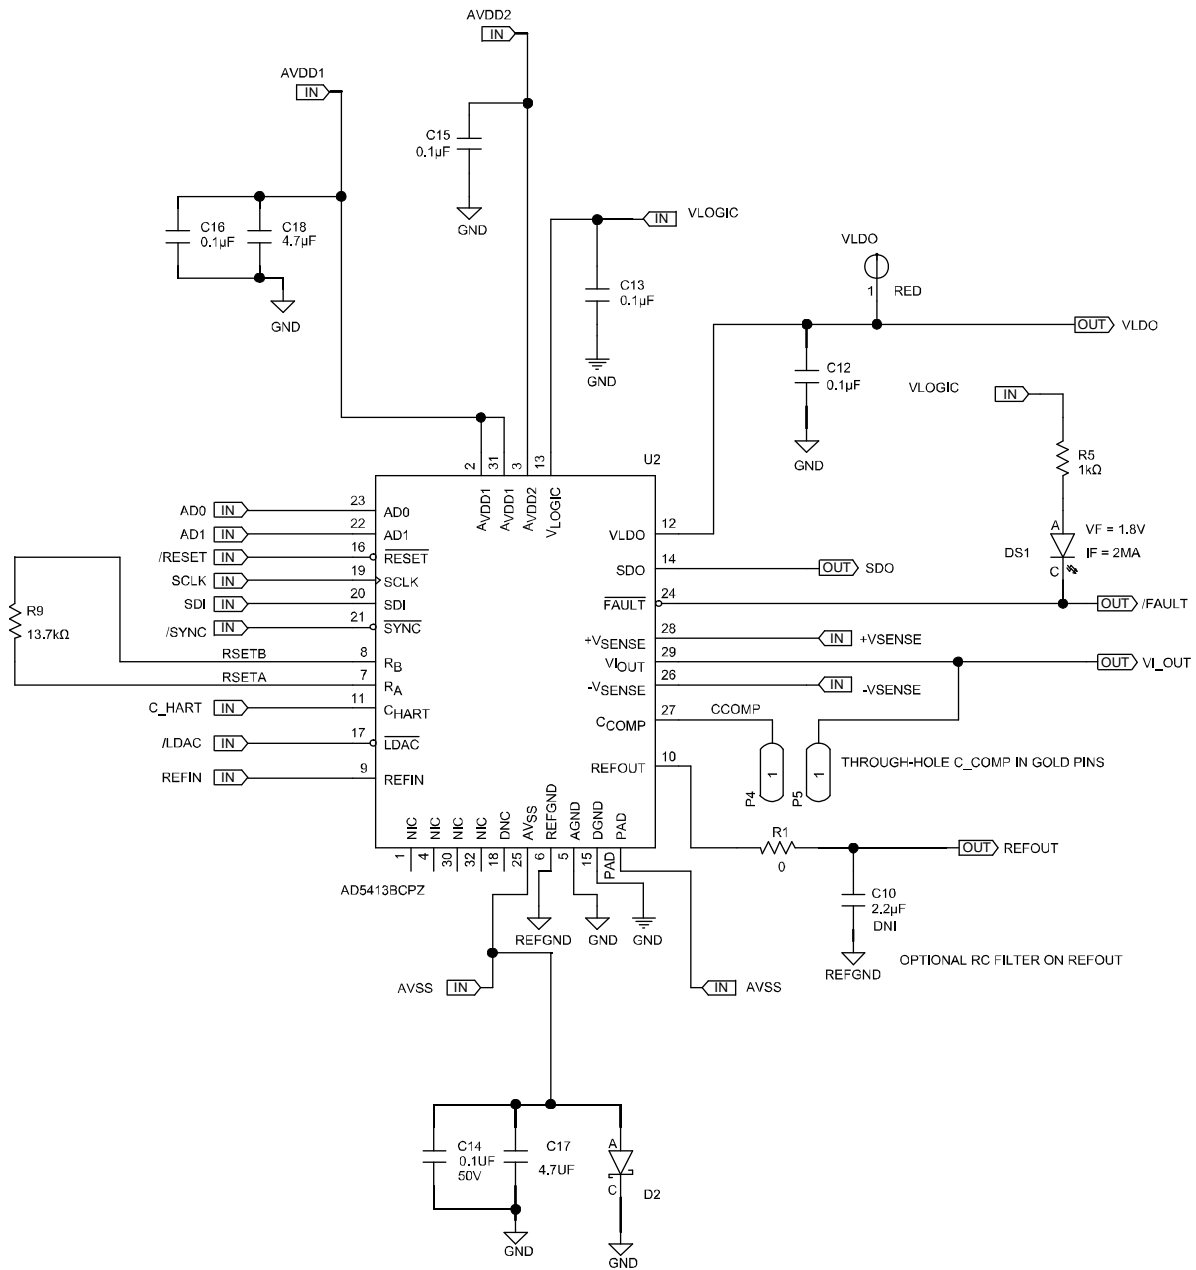 AVDD2
IN
AVDD1
IN
C15
0.1µF
GND
C16
0.1µF
C18
4.7µF
GND
VLOGIC
IN
C13
0.1µF
GND
VLDO
1 RED
OUT VLDO
C12
0.1µF
GND
VLOGIC
IN
R5
1kΩ
A
VF = 1.8V
DS1
IF = 2MA
C
U2
2
31
3
13
AVDD1
AVDD1
AVDD2
VLOGIC
AD0 IN 23 AD0
AD1 IN 22 AD1
/RESET IN 16 RESET
SCLK IN 19 SCLK
SDI IN 20 SDI
/SYNC IN 21 SYNC
R9
13.7kΩ
RSETB 8 RB
RSETA 7 RA
C_HART IN 11 CHART
/LDAC IN 17 LDAC
REFIN IN 9 REFIN
VLDO 12
SDO 14 OUT SDO
FAULT 24 OUT /FAULT
+VSENSE 28 IN +VSENSE
VIOUT 29 OUT VI_OUT
-VSENSE 26 IN -VSENSE
CCOMP 27 CCOMP
REFOUT 10
1
P4
1
P5
THROUGH-HOLE C_COMP IN GOLD PINS
NIC
NIC
NIC
NIC
DNC
AVSS
REFGND
AGND
DGND
PAD
1
4
30
32
18
25
6
5
15
PAD
AD5413BCPZ
REFGND
GND
GND
AVSS IN
IN AVSS
R1
0
OUT REFOUT
C10
2.2µF
DNI
REFGND
OPTIONAL RC FILTER ON REFOUT
C14
0.1UF
50V
C17
4.7UF
GND
A
C
D2
GND